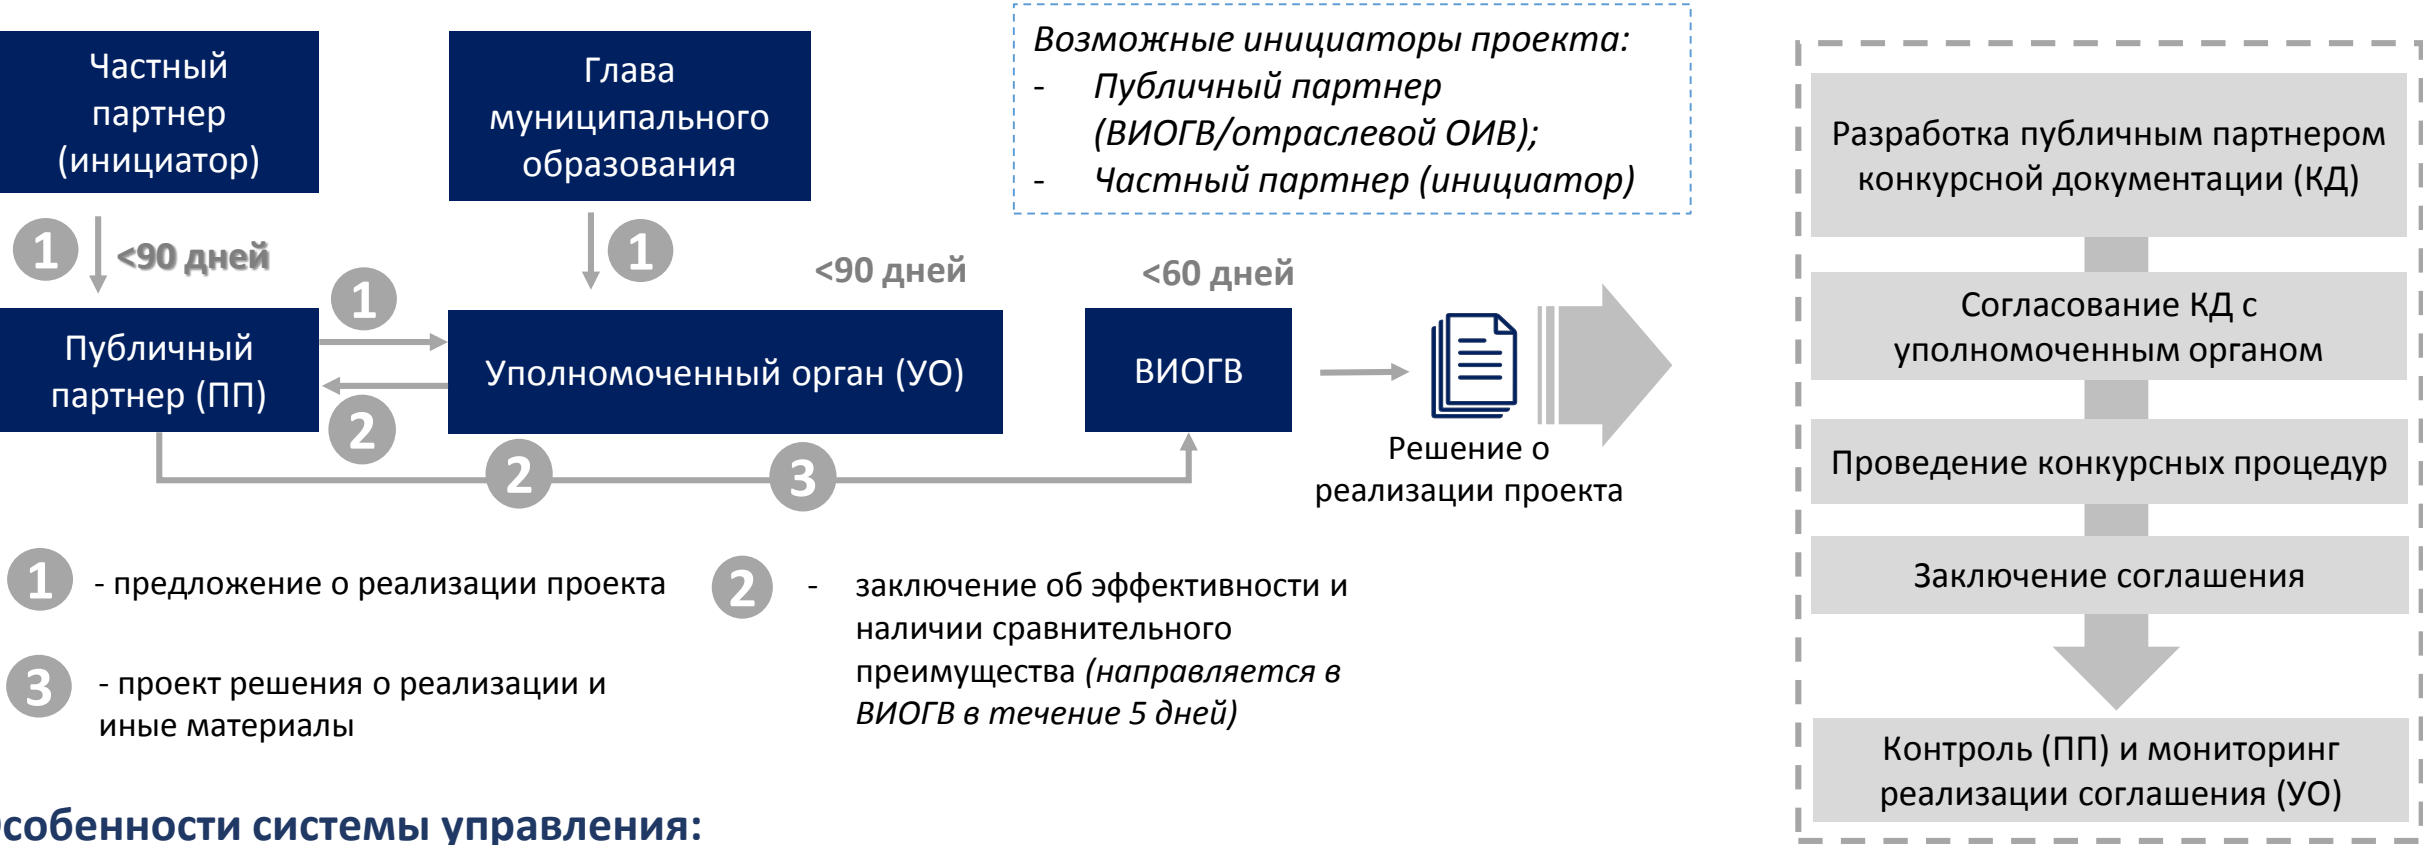 Частный
партнер
(инициатор)
Глава
муниципального
образования
Возможные инициаторы проекта:
- Публичный партнер
(ВИОГВ/отраслевой ОИВ);
- Частный партнер (инициатор)
1
<90 дней
1
1
<90 дней
<60 дней
Публичный
партнер (ПП)
Уполномоченный орган (УО)
ВИОГВ
2
2
3
Решение о
реализации проекта
1 - предложение о реализации проекта
2 - заключение об эффективности и
наличии сравнительного
преимущества (направляется в
ВИОГВ в течение 5 дней)
3 - проект решения о реализации и
иные материалы
Разработка публичным партнером
конкурсной документации (КД)
Согласование КД с
уполномоченным органом
Проведение конкурсных процедур
Заключение соглашения
Контроль (ПП) и мониторинг
реализации соглашения (УО)
Особенности системы управления: